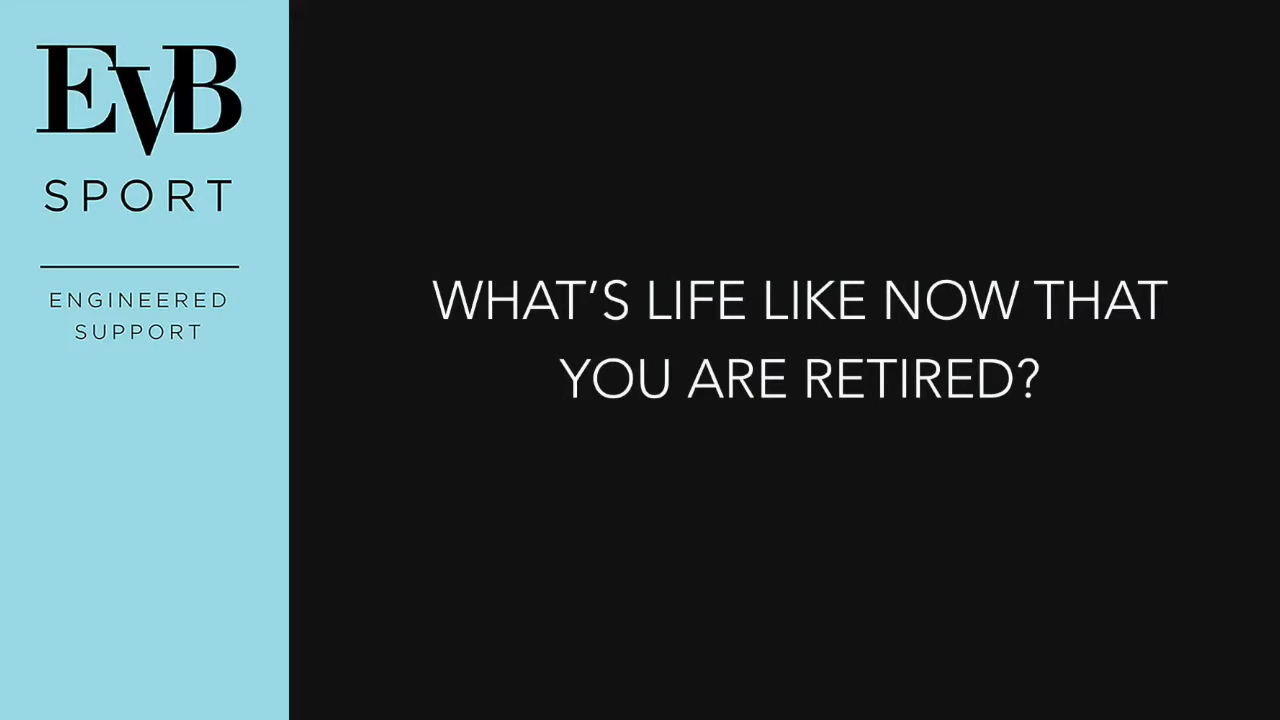 EVB
SPORT
ENGINEERED
SUPPORT
WHAT’S LIFE LIKE NOW THAT
YOU ARE RETIRED?